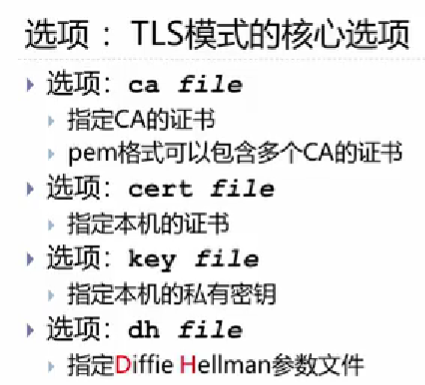 选项：TLS模式的核心选项
选项：ca file
指定CA的证书
pem格式可以包含多个CA的证书
选项：cert file
指定本机的证书
选项：key file
指定本机的私有密钥
选项：dh file
指定Diffie Hellman参数文件